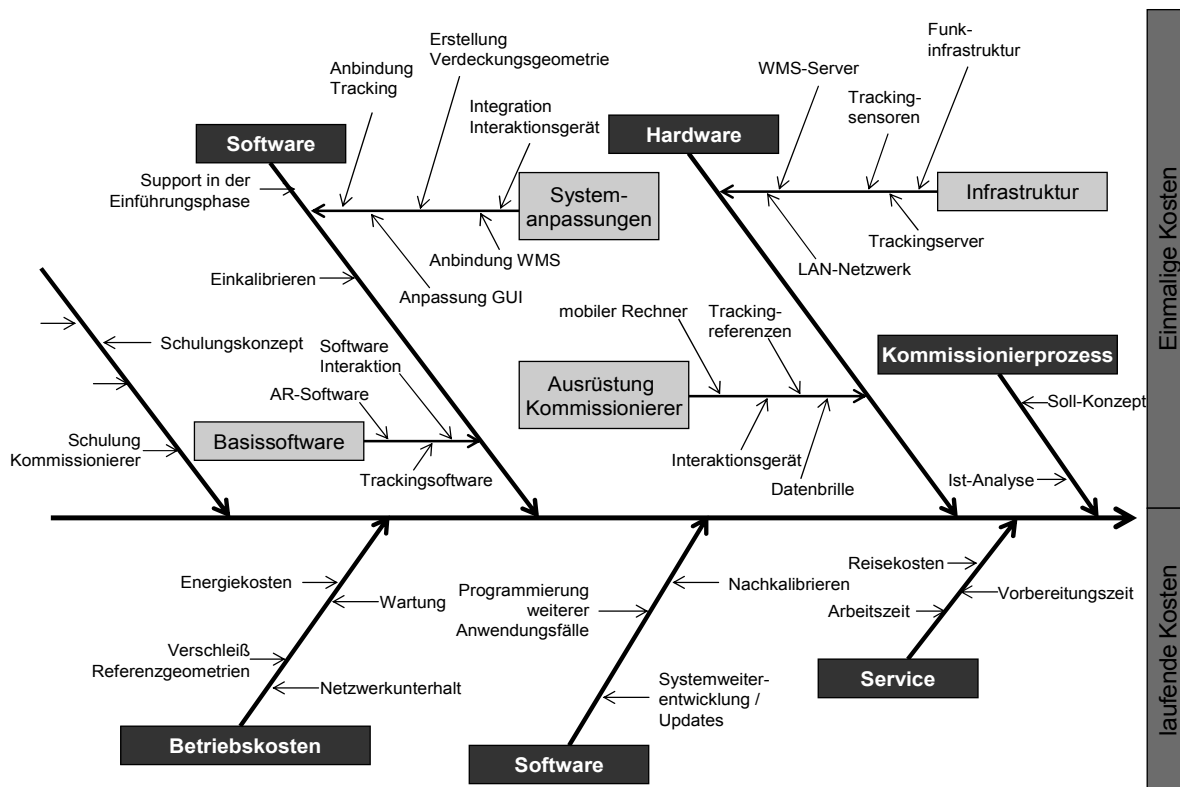 Erstellung
Verdeckungsgeometrie
Anbindung
Tracking
Integration
Interaktionsgerät
Software
Support in der
Einführungsphase
System-
anpassungen
Anbindung WMS
Anpassung GUI
Einkalibrieren
Funk-
infrastruktur
WMS-Server
Tracking-
sensoren
Hardware
Infrastruktur
Trackingserver
LAN-Netzwerk
Einmalige Kosten
Schulungskonzept
Schulung
Kommissionierer
Software
Interaktion
AR-Software
Basissoftware
Trackingsoftware
mobiler Rechner
Tracking-
referenzen
Ausrüstung
Kommissionierer
Interaktionsgerät
Datenbrille
Kommissionierprozess
Soll-Konzept
Ist-Analyse
Energiekosten
Wartung
Verschleiß
Referenzgeometrien
Netzwerkunterhalt
Betriebskosten
Nachkalibrieren
Programmierung
weiterer
Anwendungsfälle
Systemweiter-
entwicklung /
Updates
Software
Reisekosten
Vorbereitungszeit
Arbeitszeit
Service
laufende Kosten